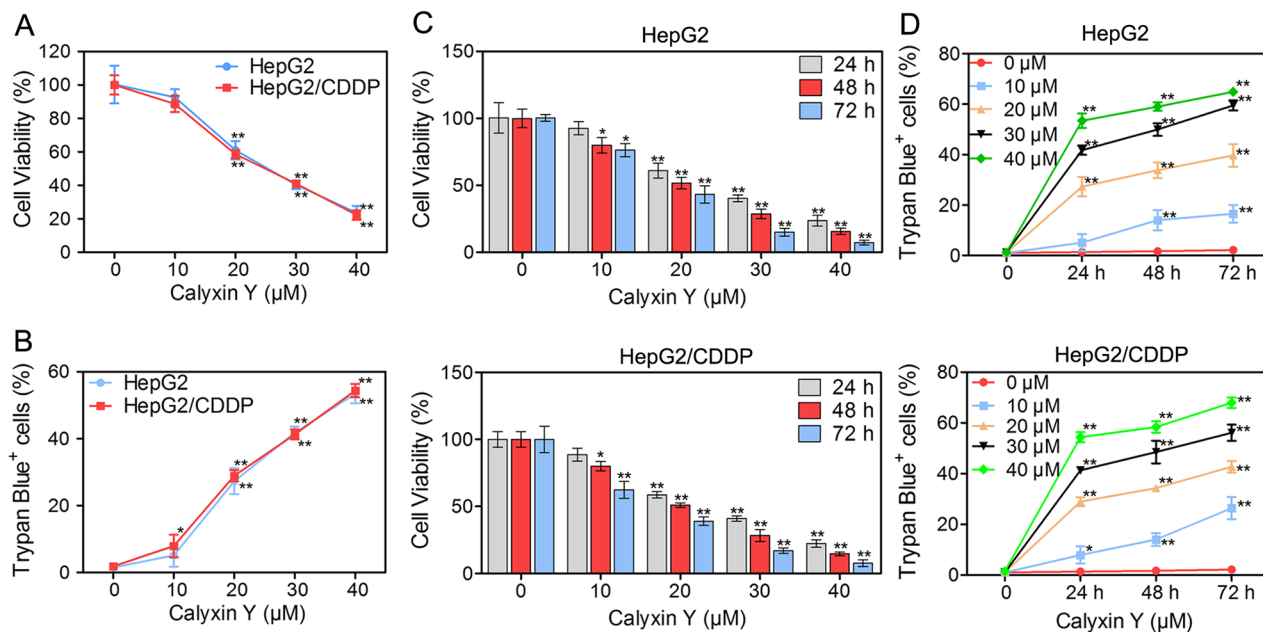 A
120
100
80
60
40
20
0
Cell Viability (%)
HepG2
HepG2/CDDP
**
**
**
**
**
**
0 10 20 30 40
Calyxin Y (µM)
B
60
40
20
0
Trypan Blue+ cells (%)
HepG2
HepG2/CDDP
*
**
**
**
**
**
**
0 10 20 30 40
Calyxin Y (µM)
C
HepG2
150
100
50
0
Cell Viability (%)
24 h
48 h
72 h
* *
** ** **
** ** **
** ** **
0 10 20 30 40
Calyxin Y (µM)
HepG2/CDDP
150
100
50
0
Cell Viability (%)
24 h
48 h
72 h
* **
** ** **
** ** **
** ** **
0 10 20 30 40
Calyxin Y (µM)
D
HepG2
80
60
40
20
0
Trypan Blue+ cells (%)
0 µM
10 µM
20 µM
30 µM
40 µM
** ** **
** ** **
** ** **
** **
0 24 h 48 h 72 h
HepG2/CDDP
80
60
40
20
0
Trypan Blue+ cells (%)
0 µM
10 µM
20 µM
30 µM
40 µM
** ** **
** ** **
** ** **
* ** **
0 24 h 48 h 72 h
Calyxin Y (µM)